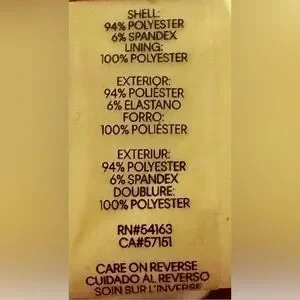 SHELL:
94% POLYESTER
6% SPANDEX
LINING:
100% POLYESTER
EXTERIOR:
94% POLIÉSTER
6% ELASTANO
FORRO:
100% POLIÉSTER
EXTERIUR:
94% POLYESTER
6% SPANDEX
DOUBLURE:
100% POLYESTER
RN#54163
CA#57151
CARE ON REVERSE
CUIDADO AL REVERSO
SOIN SUR L'INVERSE